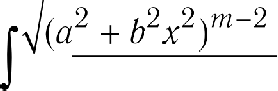 ∫√(a² + b²x²)ᵐ⁻²